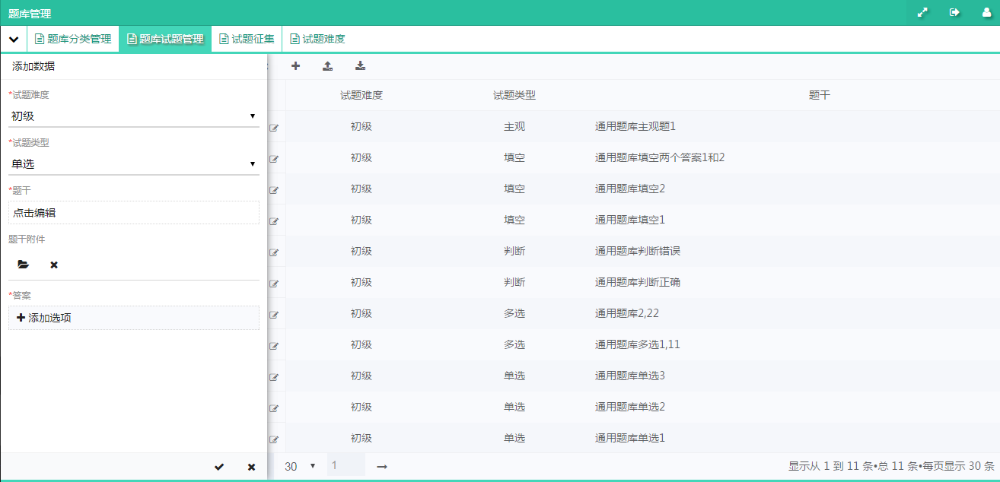 题库管理
题库分类管理 题库试题管理 试题征集 试题难度
添加数据
*试题难度
初级
*试题类型
单选
*题干
点击编辑
题干附件
*答案
添加选项
试题难度 试题类型 题干
初级 主观 通用题库主观题1
初级 填空 通用题库填空两个答案1和2
初级 填空 通用题库填空2
初级 填空 通用题库填空1
初级 判断 通用题库判断错误
初级 判断 通用题库判断正确
初级 多选 通用题库2,22
初级 多选 通用题库多选1,11
初级 单选 通用题库单选3
初级 单选 通用题库单选2
初级 单选 通用题库单选1
30 1 显示从 1 到 11 条•总 11 条•每页显示 30 条